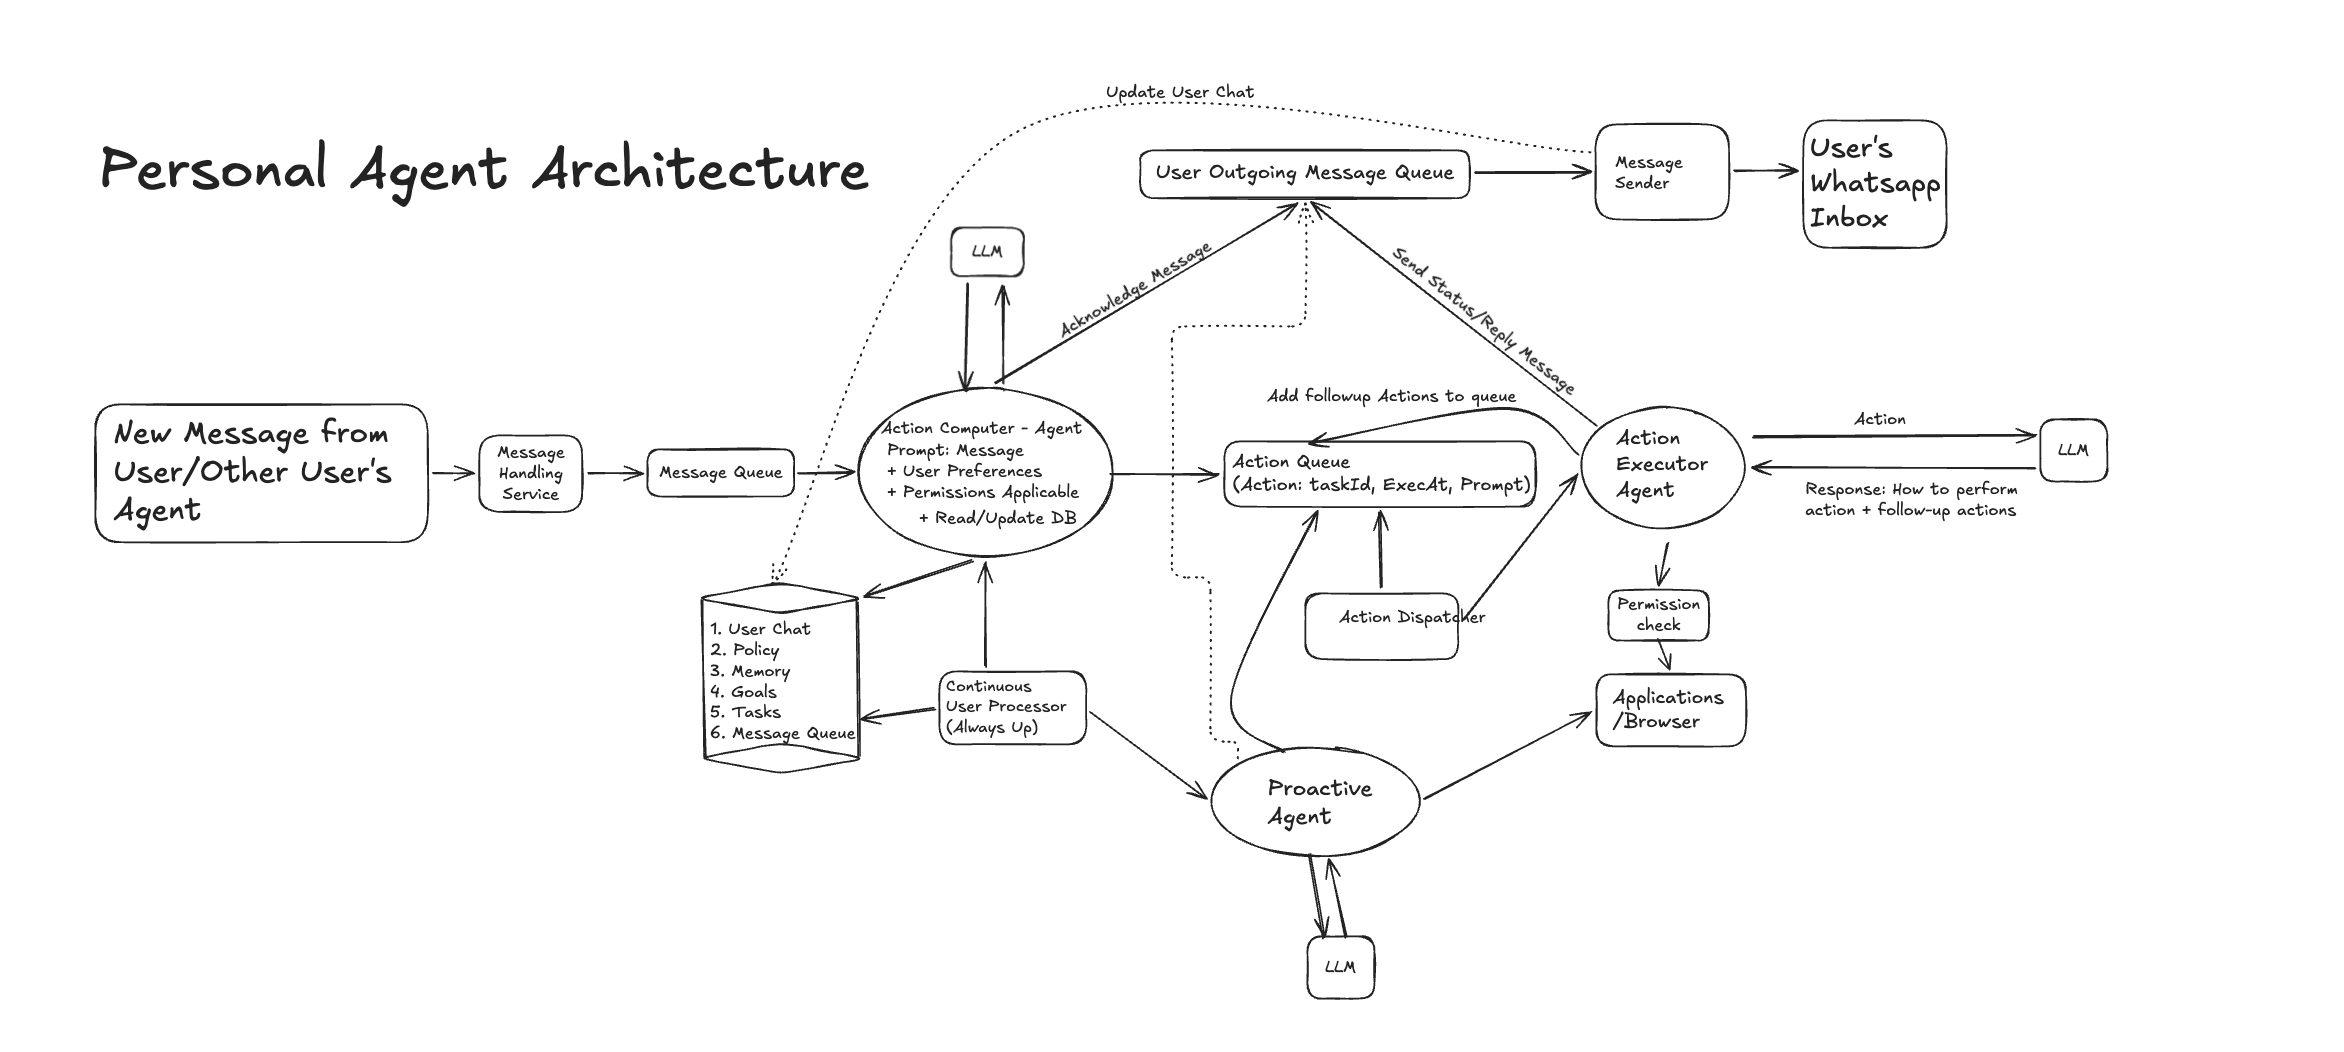 Update User Chat
Personal Agent Architecture
User Outgoing Message Queue
Message
Sender
User's
Whatsapp
Inbox
LLM
Acknowledge Message
Send Status/Reply Message
Add followup Actions to queue
New Message from
User/Other User's
Agent
Message
Handling
Service
Message Queue
Action Computer - Agent
Prompt: Message
+ User Preferences
+ Permissions Applicable
+ Read/Update DB
Action Queue
(Action: taskId, ExecAt, Prompt)
Action
Executor
Agent
Action
LLM
Response: How to perform
action + follow-up actions
1. User Chat
2. Policy
3. Memory
4. Goals
5. Tasks
6. Message Queue
Continuous
User Processor
(Always Up)
Action Dispatcher
Permission
check
Applications
/Browser
Proactive
Agent
LLM